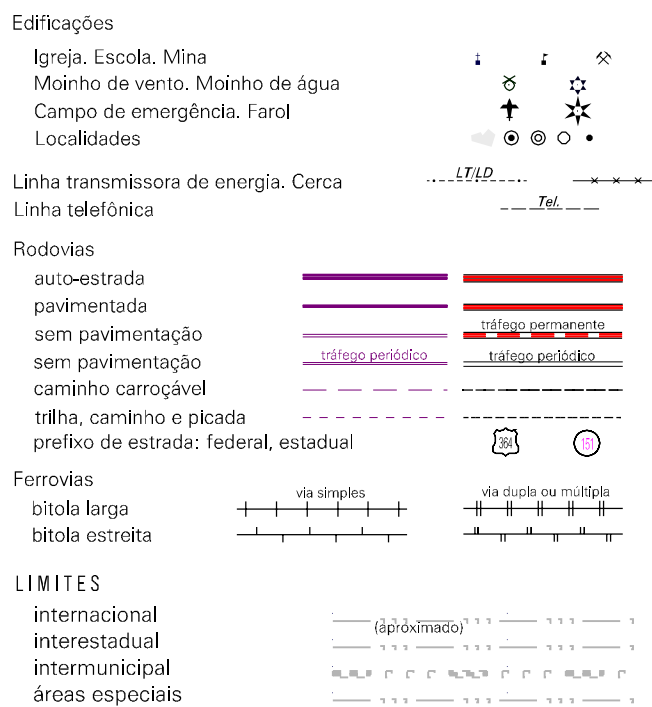 Edificações
Igreja. Escola. Mina
Moinho de vento. Moinho de água
Campo de emergência. Farol
Localidades
Linha transmissora de energia. Cerca LT/LD
Linha telefônica Tel.
Rodovias
auto-estrada
pavimentada
sem pavimentação tráfego permanente
sem pavimentação tráfego periódico tráfego periódico
caminho carroçável
trilha, caminho e picada
prefixo de estrada: federal, estadual 364 151
Ferrovias
via simples via dupla ou múltipla
bitola larga
bitola estreita
LIMITES
internacional
(aproximado)
interestadual
intermunicipal
áreas especiais